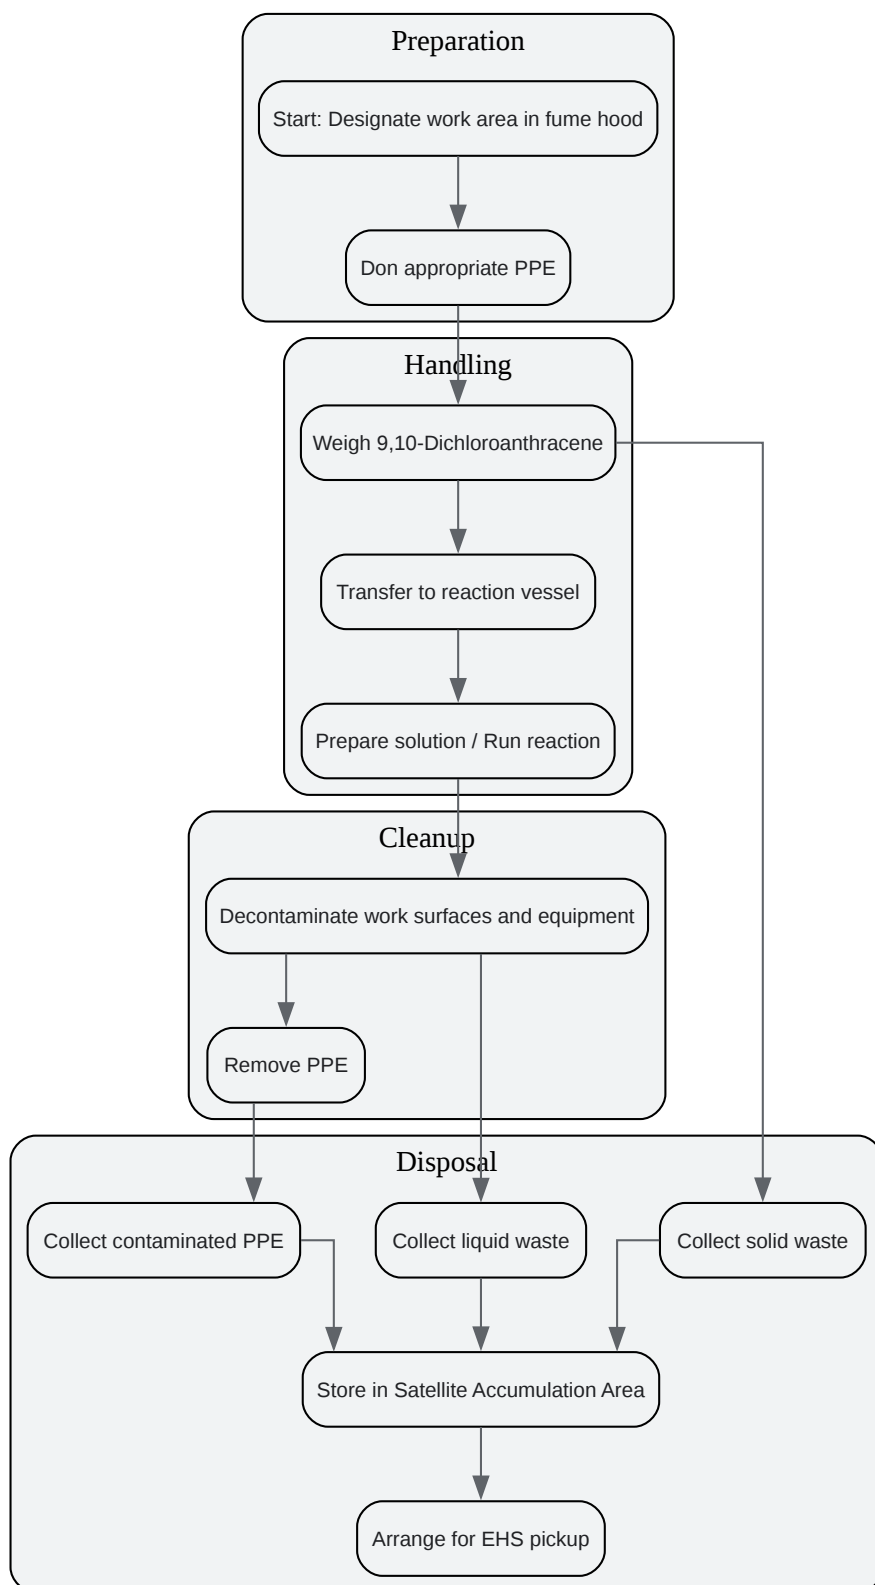 Preparation
Start: Designate work area in fume hood
Don appropriate PPE
Handling
Weigh 9,10-Dichloroanthracene
Transfer to reaction vessel
Prepare solution / Run reaction
Cleanup
Decontaminate work surfaces and equipment
Remove PPE
Disposal
Collect contaminated PPE
Collect liquid waste
Collect solid waste
Store in Satellite Accumulation Area
Arrange for EHS pickup